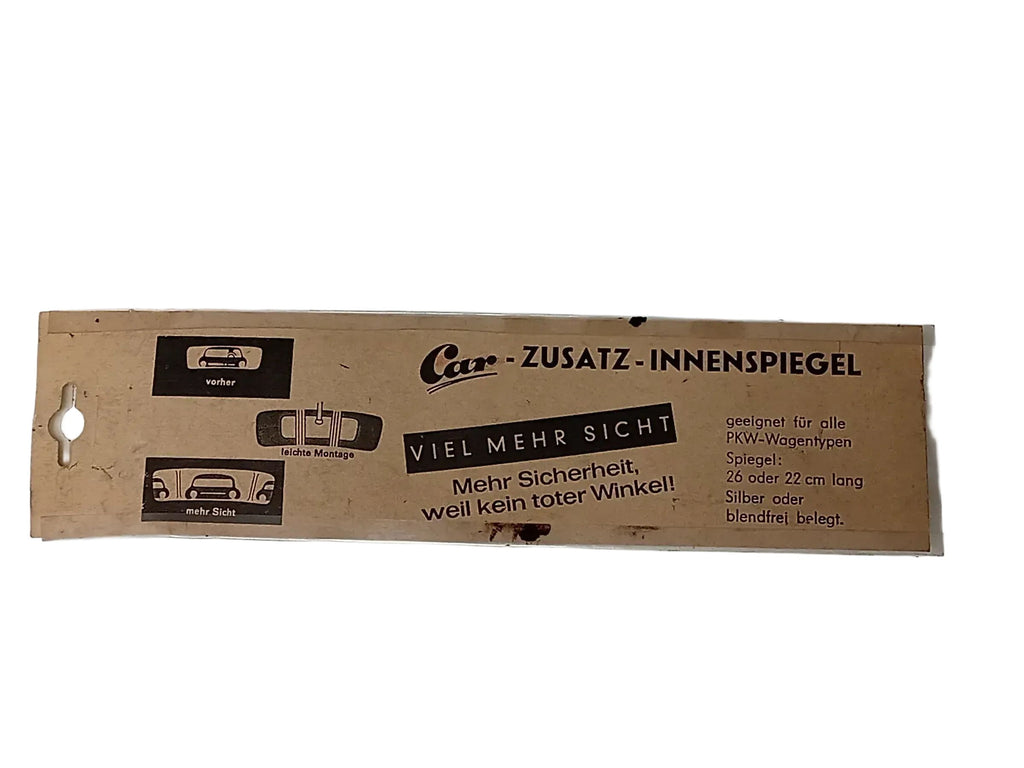 vorher
leichte Montage
mehr Sicht
Car - ZUSATZ - INNENSPIEGEL
VIEL MEHR SICHT
Mehr Sicherheit,
weil kein toter Winkel!
geeignet für alle
PKW-Wagentypen
Spiegel:
26 oder 22 cm lang
Silber oder
blendfrei belegt.